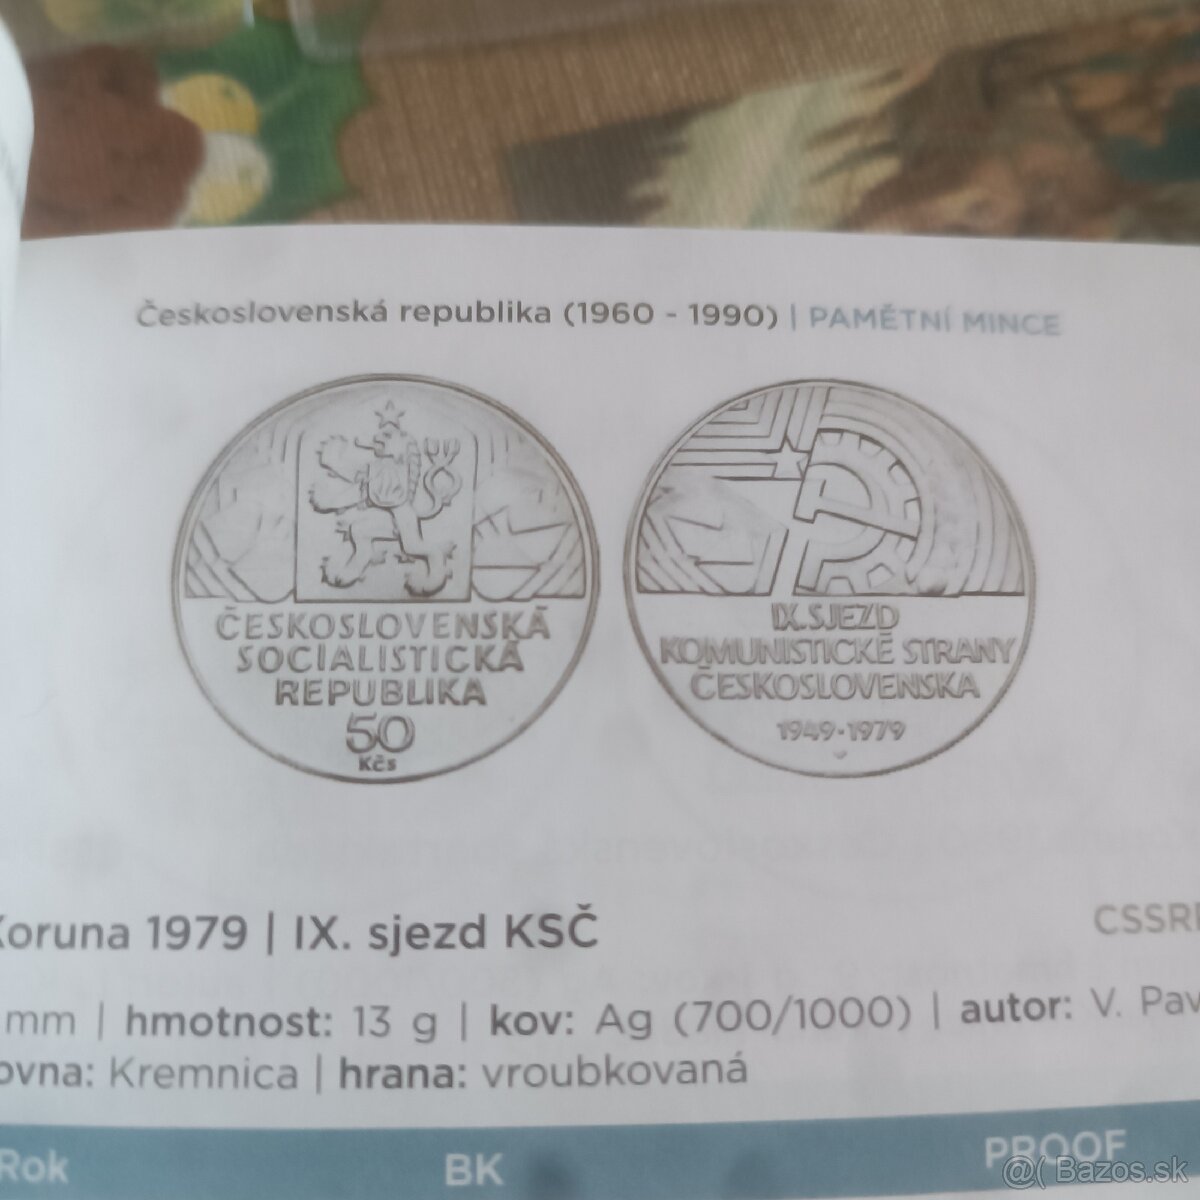 Československá republika (1960 - 1990) | PAMĚTNÍ MINCE
ČESKOSLOVENSKÁ
SOCIALISTICKÁ
REPUBLIKA
50
Kčs
IX.SJEZD
KOMUNISTICKÉ STRANY
ČESKOSLOVENSKA
1949·1979
Koruna 1979 | IX. sjezd KSČ
CSSR
mm | hmotnost: 13 g | kov: Ag (700/1000) | autor: V. Pav
ovna: Kremnica | hrana: vroubkovaná
Rok BK PROOF
@( Bazos.sk